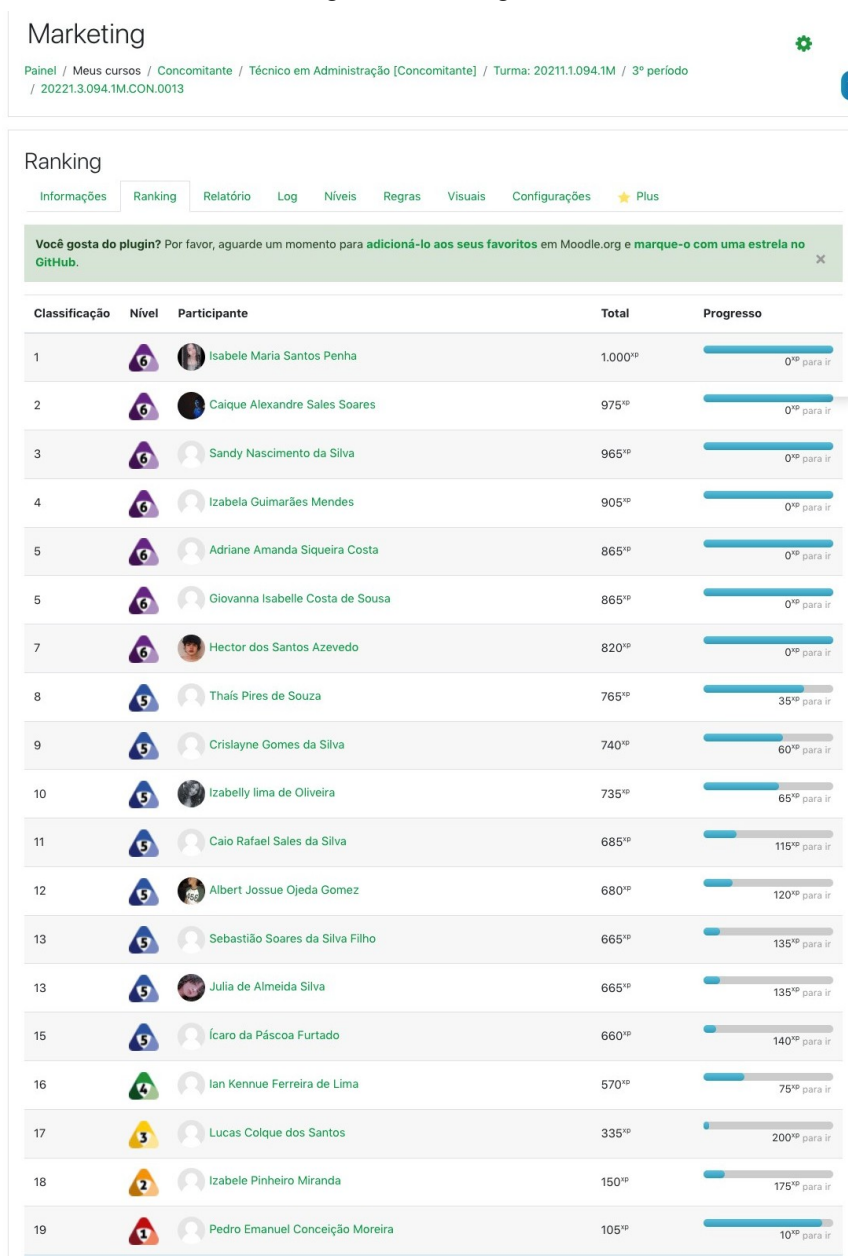 Marketing
Painel / Meus cursos / Concomitante / Técnico em Administração [Concomitante] / Turma: 20211.1.094.1M / 3º período
/ 20221.3.094.1M.CON.0013
Ranking
Informações Ranking Relatório Log Níveis Regras Visuais Configurações Plus
Você gosta do plugin? Por favor, aguarde um momento para adicioná-lo aos seus favoritos em Moodle.org e marque-o com uma estrela no
GitHub. ×
Classificação Nível Participante Total Progresso
1 6 Isabele Maria Santos Penha 1.000xp 0xp para ir
2 6 Caique Alexandre Sales Soares 975xp 0xp para ir
3 6 Sandy Nascimento da Silva 965xp 0xp para ir
4 6 Izabela Guimarães Mendes 905xp 0xp para ir
5 6 Adriane Amanda Siqueira Costa 865xp 0xp para ir
5 6 Giovanna Isabelle Costa de Sousa 865xp 0xp para ir
7 6 Hector dos Santos Azevedo 820xp 0xp para ir
8 5 Thaís Pires de Souza 765xp 35xp para ir
9 5 Crislayne Gomes da Silva 740xp 60xp para ir
10 5 Izabelly lima de Oliveira 735xp 65xp para ir
11 5 Caio Rafael Sales da Silva 685xp 115xp para ir
12 5 Albert Jossue Ojeda Gomez 680xp 120xp para ir
13 5 Sebastião Soares da Silva Filho 665xp 135xp para ir
13 5 Julia de Almeida Silva 665xp 135xp para ir
15 5 Ícaro da Páscoa Furtado 660xp 140xp para ir
16 4 Ian Kennue Ferreira de Lima 570xp 75xp para ir
17 3 Lucas Colque dos Santos 335xp 200xp para ir
18 2 Izabele Pinheiro Miranda 150xp 175xp para ir
19 1 Pedro Emanuel Conceição Moreira 105xp 10xp para ir